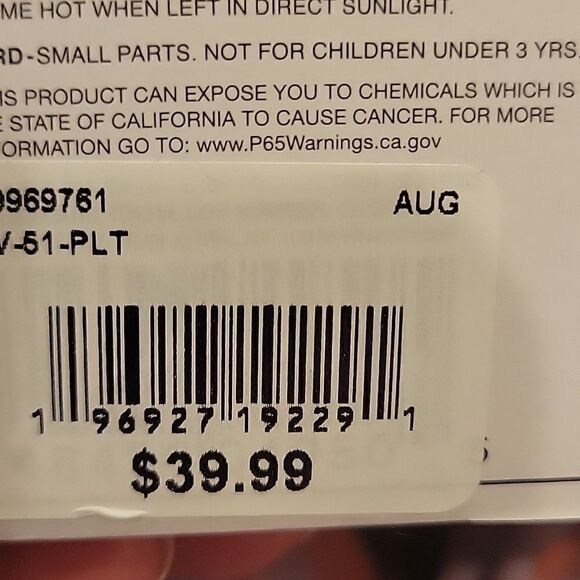 ME HOT WHEN LEFT IN DIRECT SUNLIGHT.
RD-SMALL PARTS. NOT FOR CHILDREN UNDER 3 YRS.
IS PRODUCT CAN EXPOSE YOU TO CHEMICALS WHICH IS
E STATE OF CALIFORNIA TO CAUSE CANCER. FOR MORE
ORMATION GO TO: www.P65Warnings.ca.gov
9969761 AUG
V-51-PLT
1 96927 19229 1
$39.99